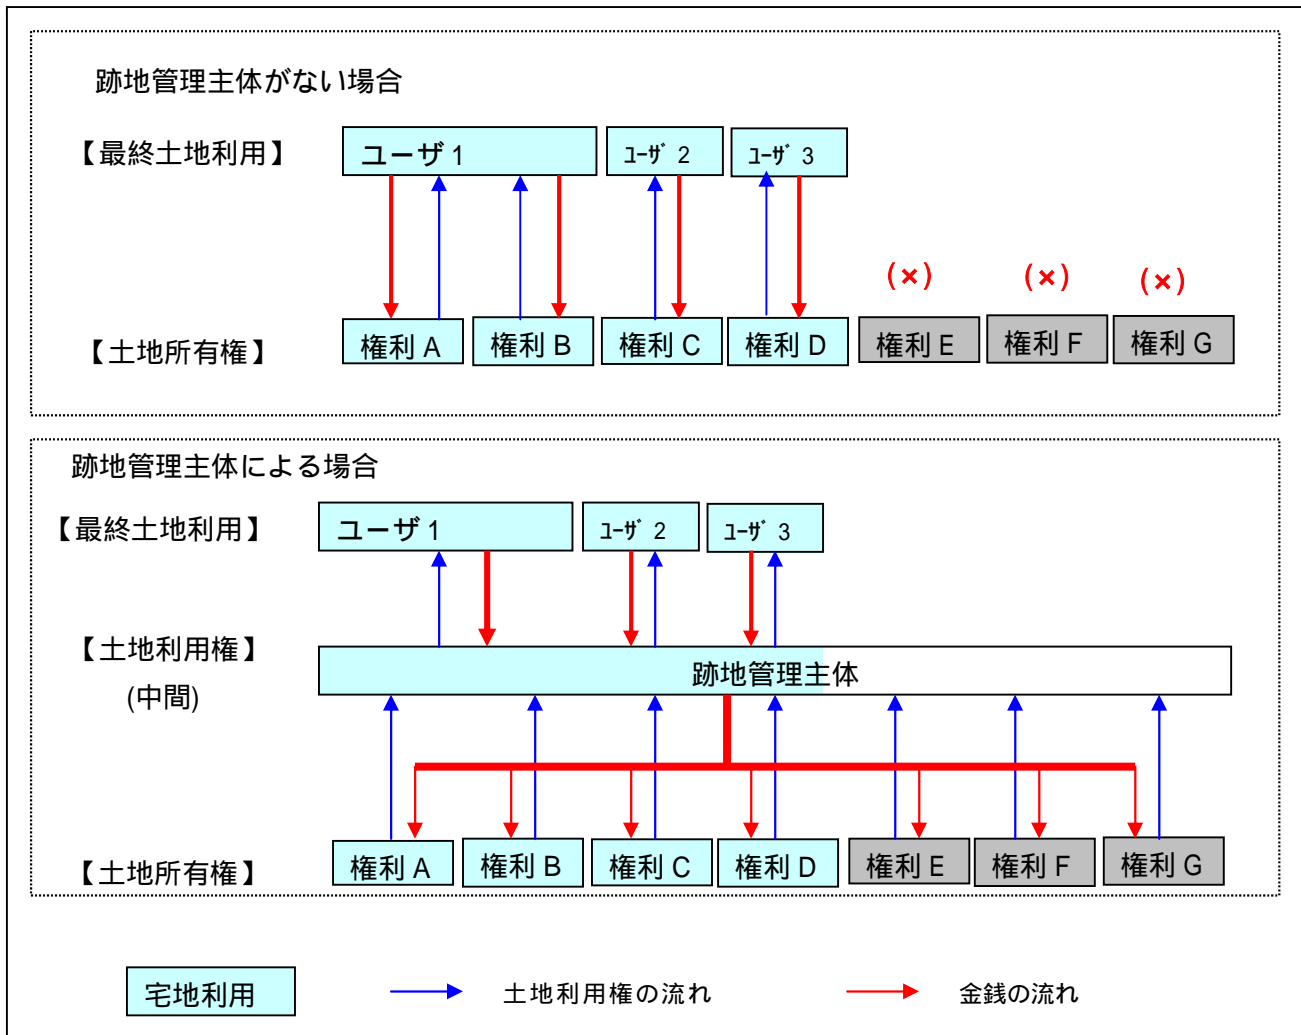 跡地管理主体がない場合
【最終土地利用】
ユーザ 1
ﾕｰｻﾞ 2
ﾕｰｻﾞ 3
(×)
(×)
(×)
【土地所有権】
権利 A
権利 B
権利 C
権利 D
権利 E
権利 F
権利 G
跡地管理主体による場合
【最終土地利用】
ユーザ 1
ﾕｰｻﾞ 2
ﾕｰｻﾞ 3
【土地利用権】
(中間)
跡地管理主体
【土地所有権】
権利 A
権利 B
権利 C
権利 D
権利 E
権利 F
権利 G
宅地利用
土地利用権の流れ
金銭の流れ